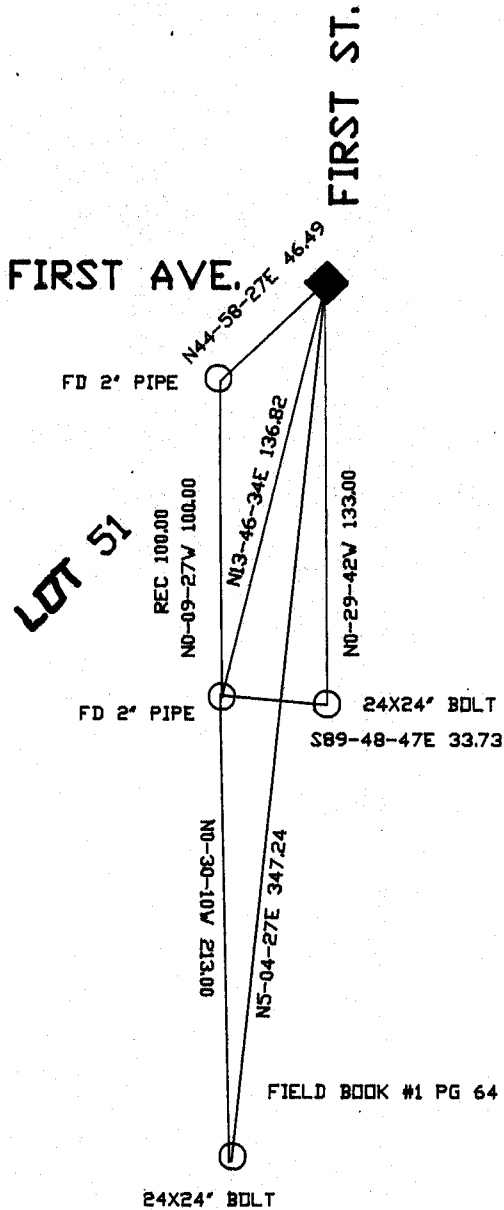 FIRST ST.
FIRST AVE.
N44-58-27E 46.49
FD 2" PIPE
N13-46-34E 136.82
LOT 51
REC 100.00
N0-09-27W 100.00
N0-29-42W 133.00
FD 2" PIPE
24X24" BOLT
S89-48-47E 33.73
N0-30-10W 213.00
N5-04-27E 347.24
FIELD BOOK #1 PG 64
24X24" BOLT